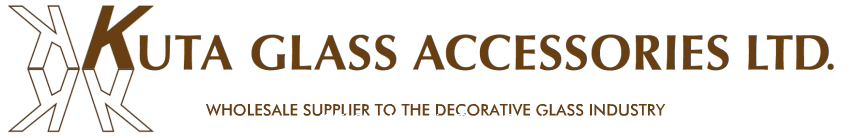 KUTA GLASS ACCESSORIES LTD.
WHOLESALE SUPPLIER TO THE DECORATIVE GLASS INDUSTRY